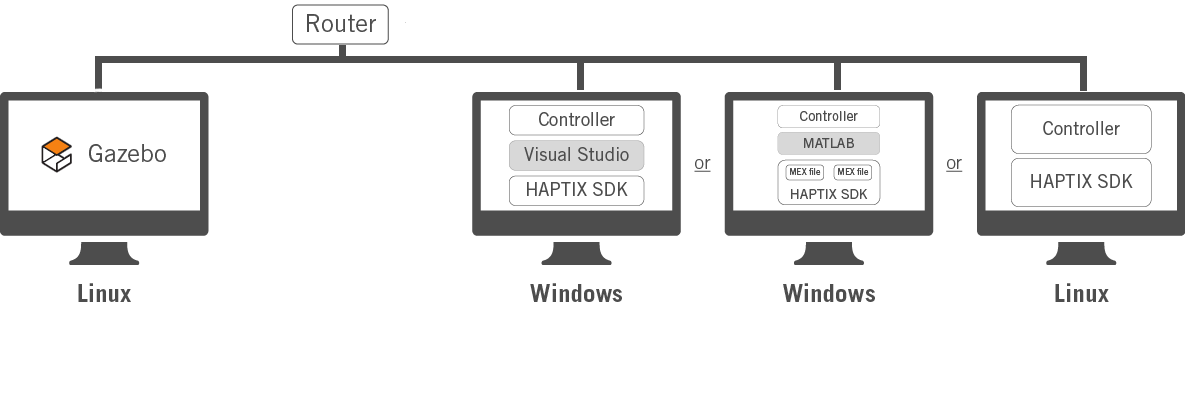 Router
Gazebo
Linux
Controller
Visual Studio
HAPTIX SDK
Windows
or
Controller
MATLAB
MEX file MEX file
HAPTIX SDK
Windows
or
Controller
HAPTIX SDK
Linux